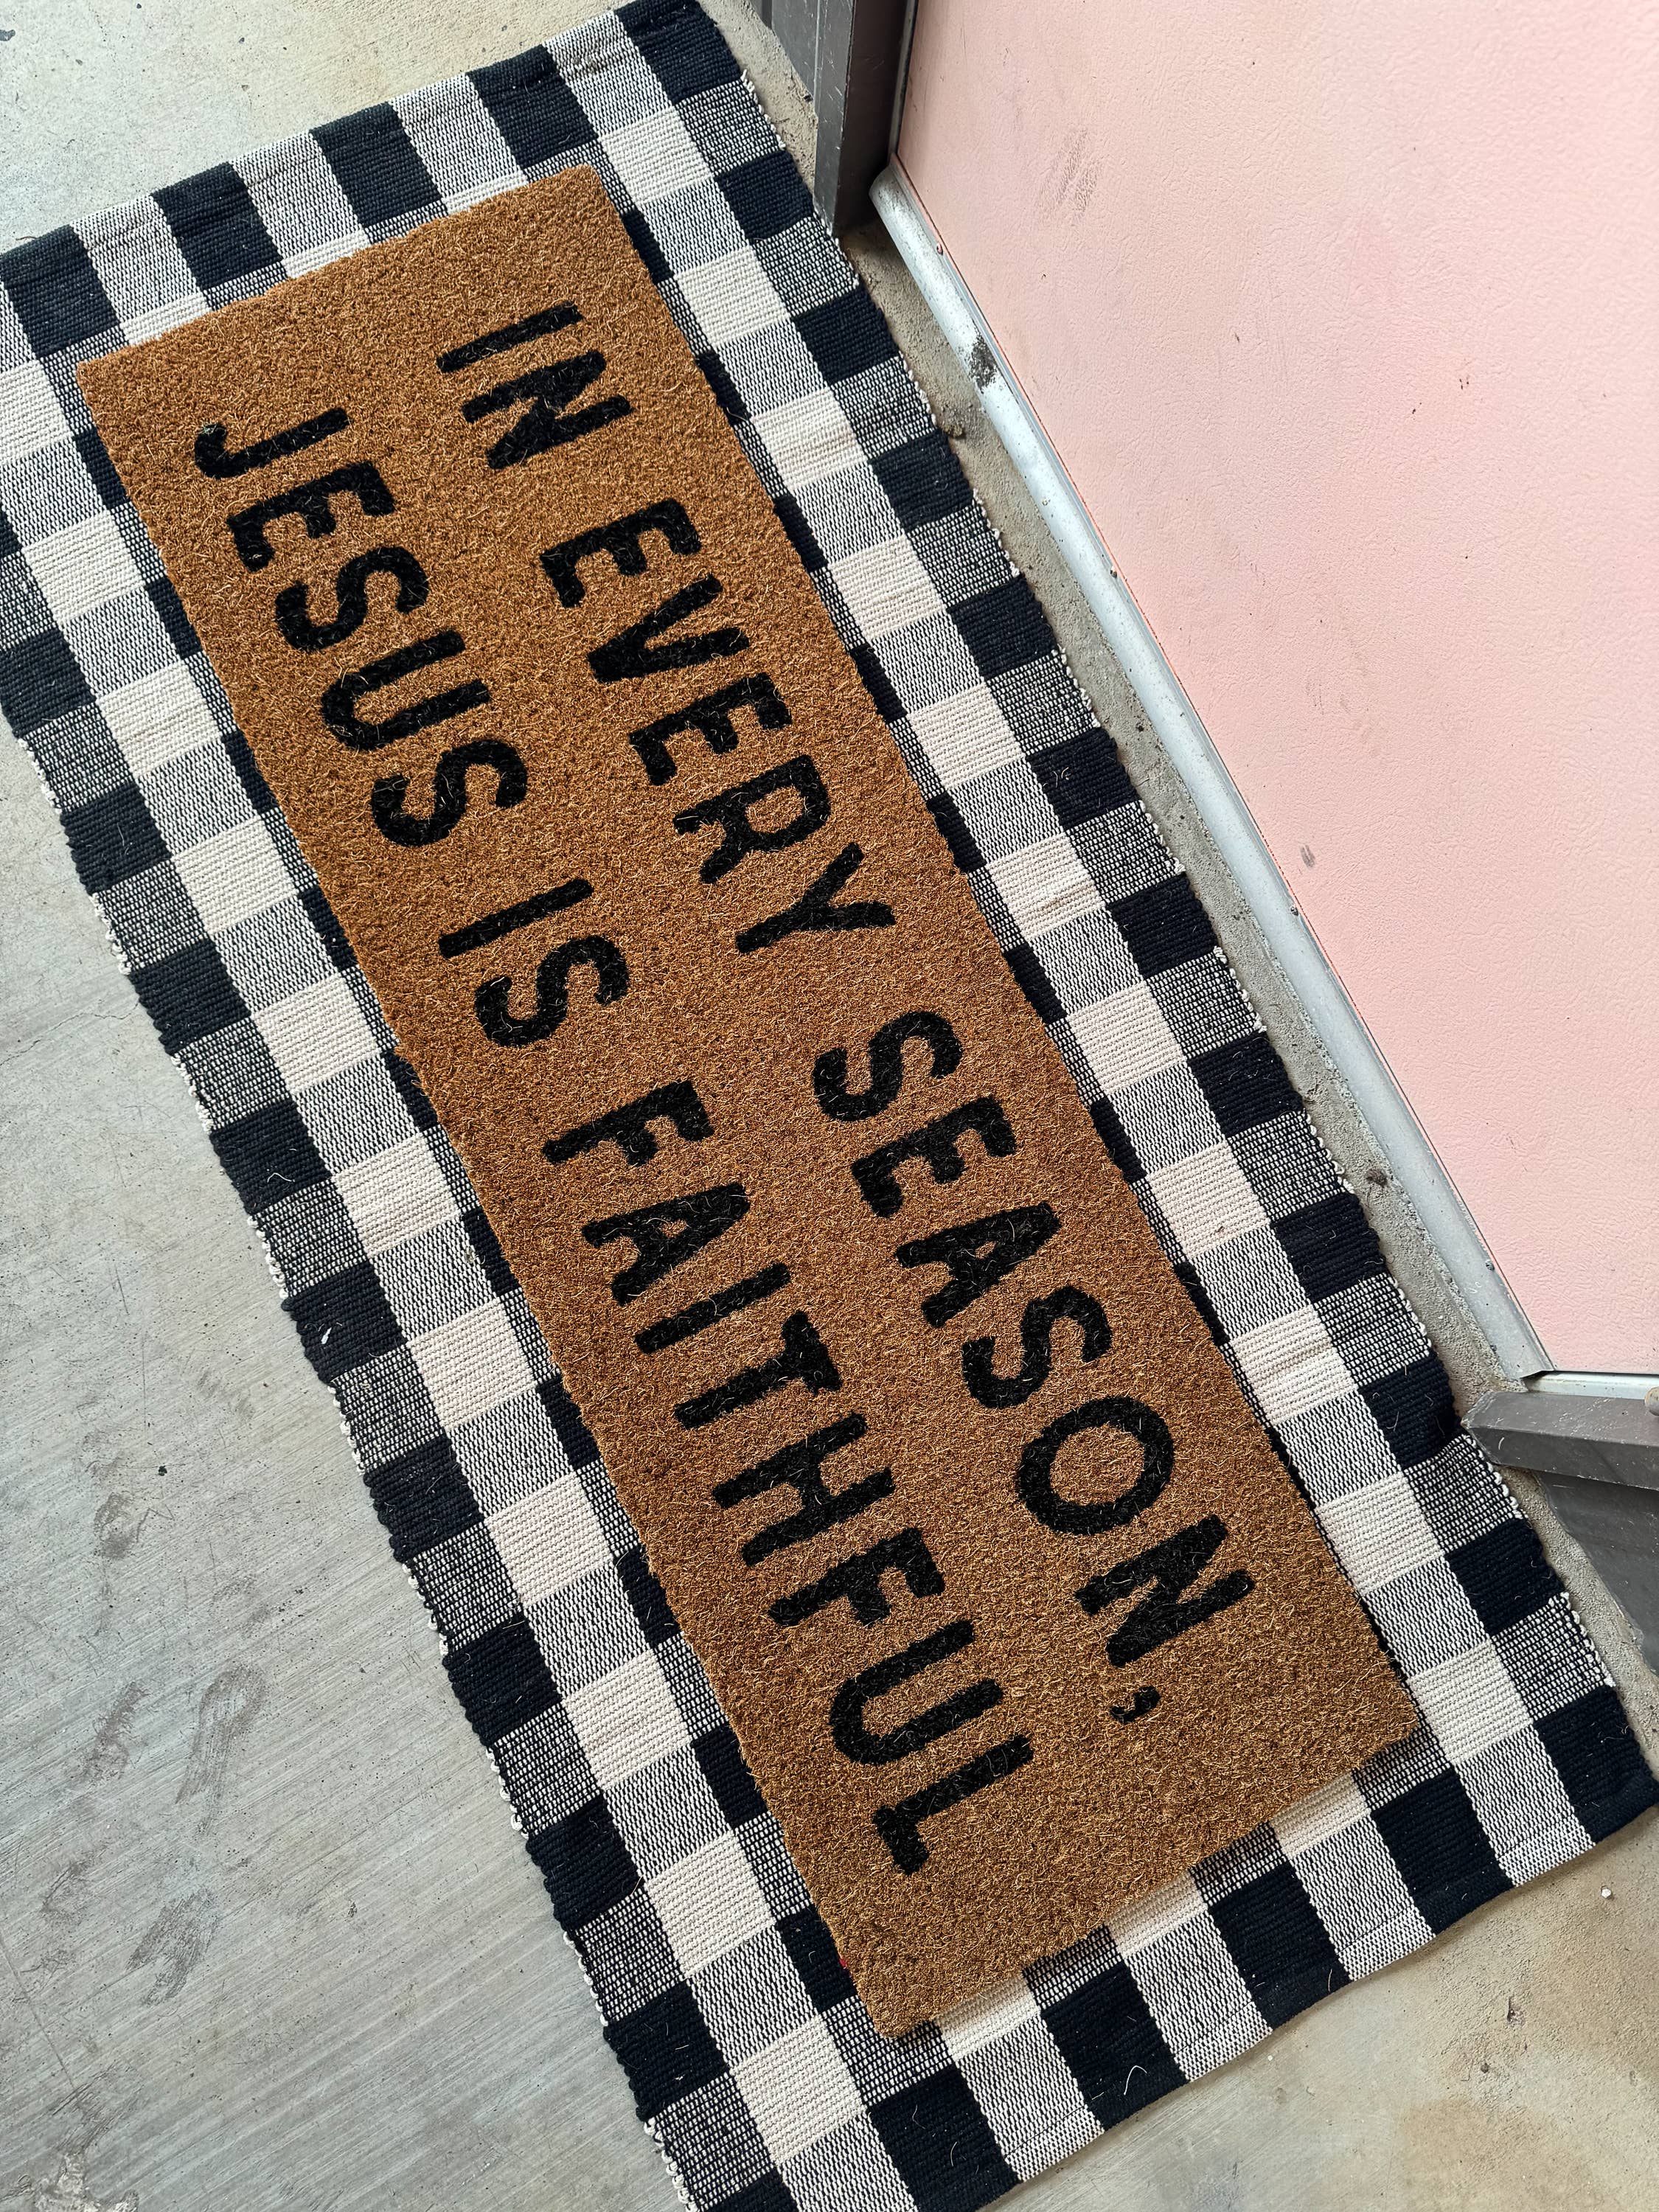 IN EVERY SEASON,
JESUS IS FAITHFUL